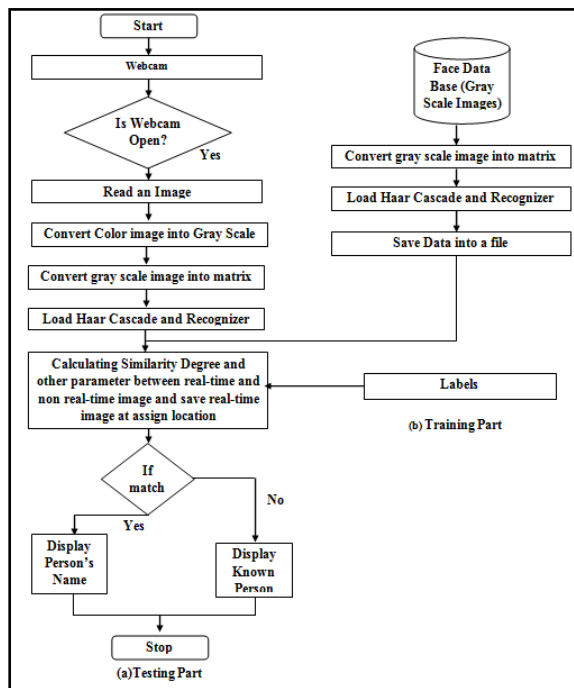 Start
Webcam
Is Webcam
Open?
Yes
Read an Image
Convert Color image into Gray Scale
Convert gray scale image into matrix
Load Haar Cascade and Recognizer
Calculating Similarity Degree and
other parameter between real-time and
non real-time image and save real-time
image at assign location
If
match
Yes
No
Display
Person's
Name
Display
Known
Person
Stop
(a)Testing Part
Face Data
Base (Gray
Scale Images)
Convert gray scale image into matrix
Load Haar Cascade and Recognizer
Save Data into a file
Labels
(b) Training Part